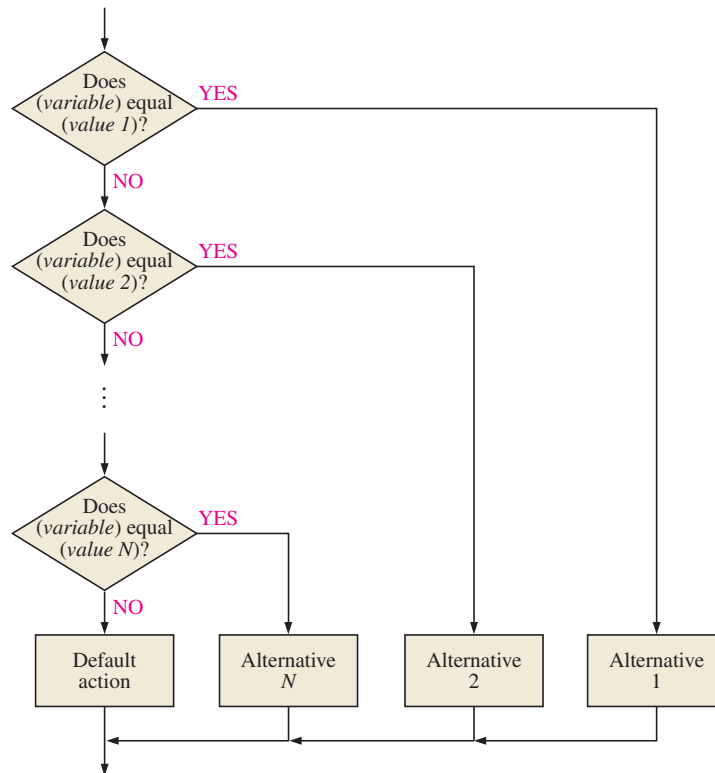 Does
(variable) equal
(value 1)?
YES
NO
Does
(variable) equal
(value 2)?
YES
NO
⋮
Does
(variable) equal
(value N)?
YES
NO
Default
action
Alternative
N
Alternative
2
Alternative
1